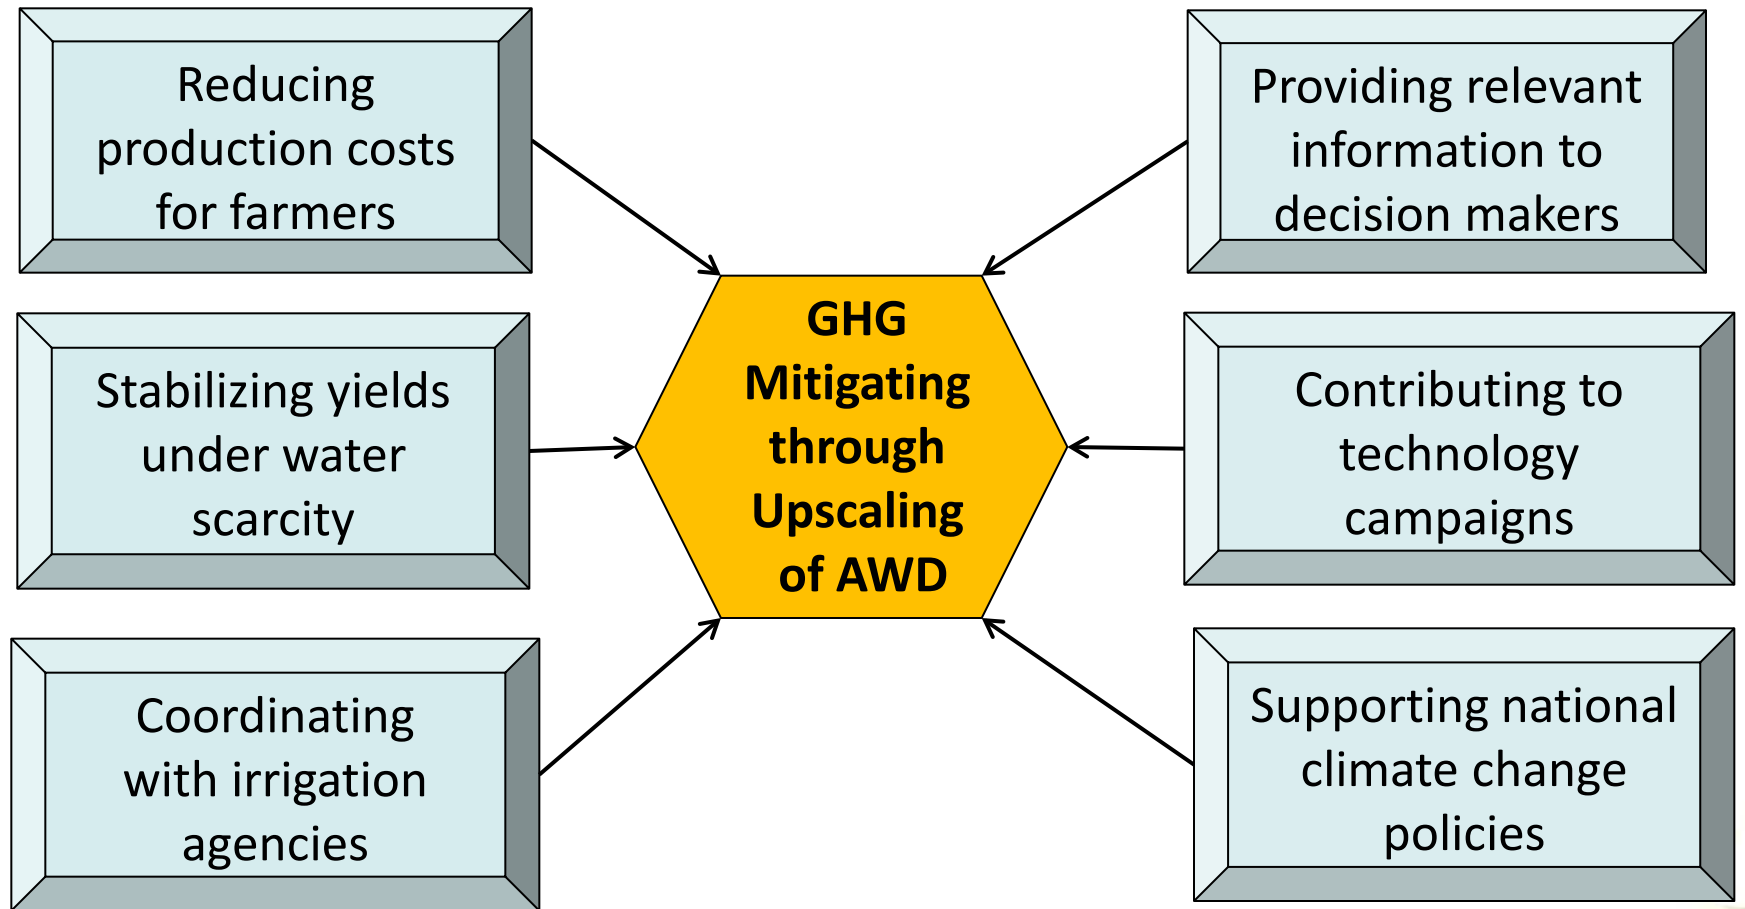 Reducing
production costs
for farmers
Stabilizing yields
under water
scarcity
Coordinating
with irrigation
agencies
GHG
Mitigating
through
Upscaling
of AWD
Providing relevant
information to
decision makers
Contributing to
technology
campaigns
Supporting national
climate change
policies